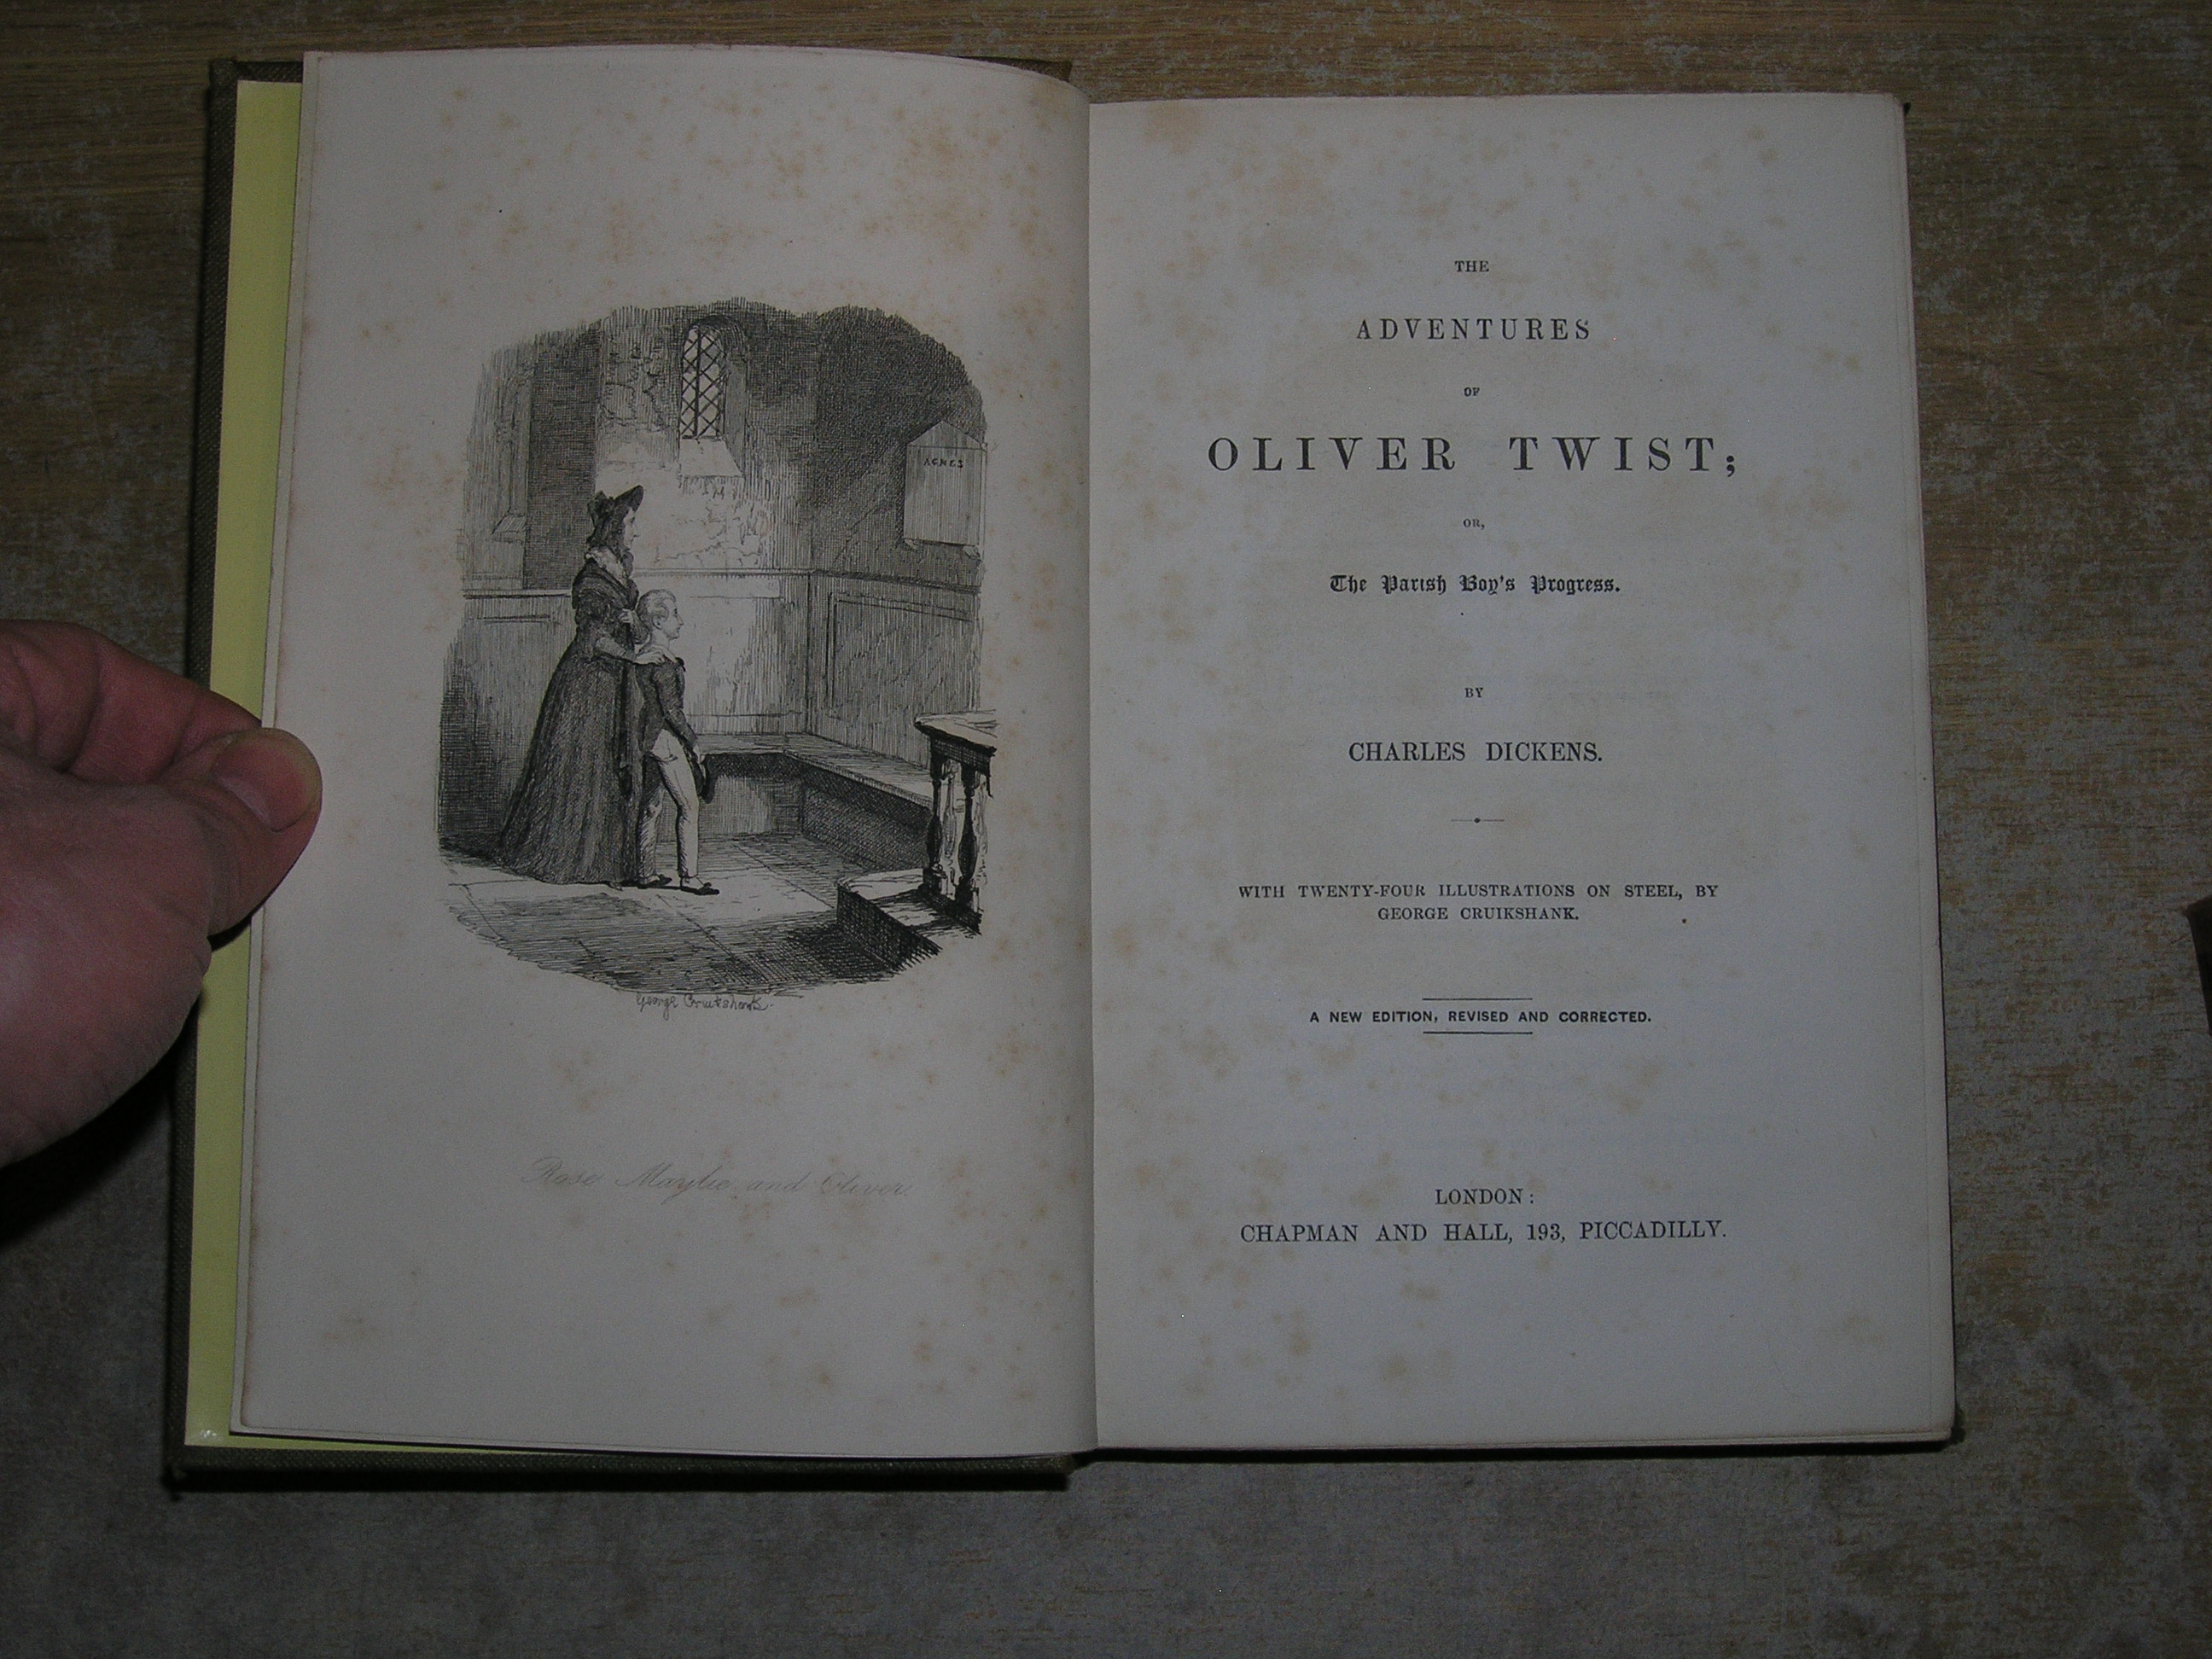 AGNES
George Cruikshank.
Rose Maylie and Oliver.
THE
ADVENTURES
OF
OLIVER TWIST;
OR,
The Parish Boy's Progress.
BY
CHARLES DICKENS.
WITH TWENTY-FOUR ILLUSTRATIONS ON STEEL, BY
GEORGE CRUIKSHANK.
A NEW EDITION, REVISED AND CORRECTED.
LONDON:
CHAPMAN AND HALL, 193, PICCADILLY.